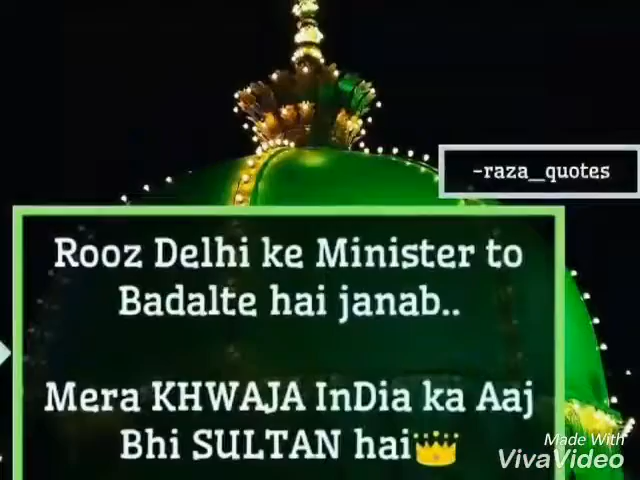 -raza_quotes
Rooz Delhi ke Minister to
Badalte hai janab..
Mera KHWAJA InDia ka Aaj
Bhi SULTAN hai👑
Made With
VivaVideo